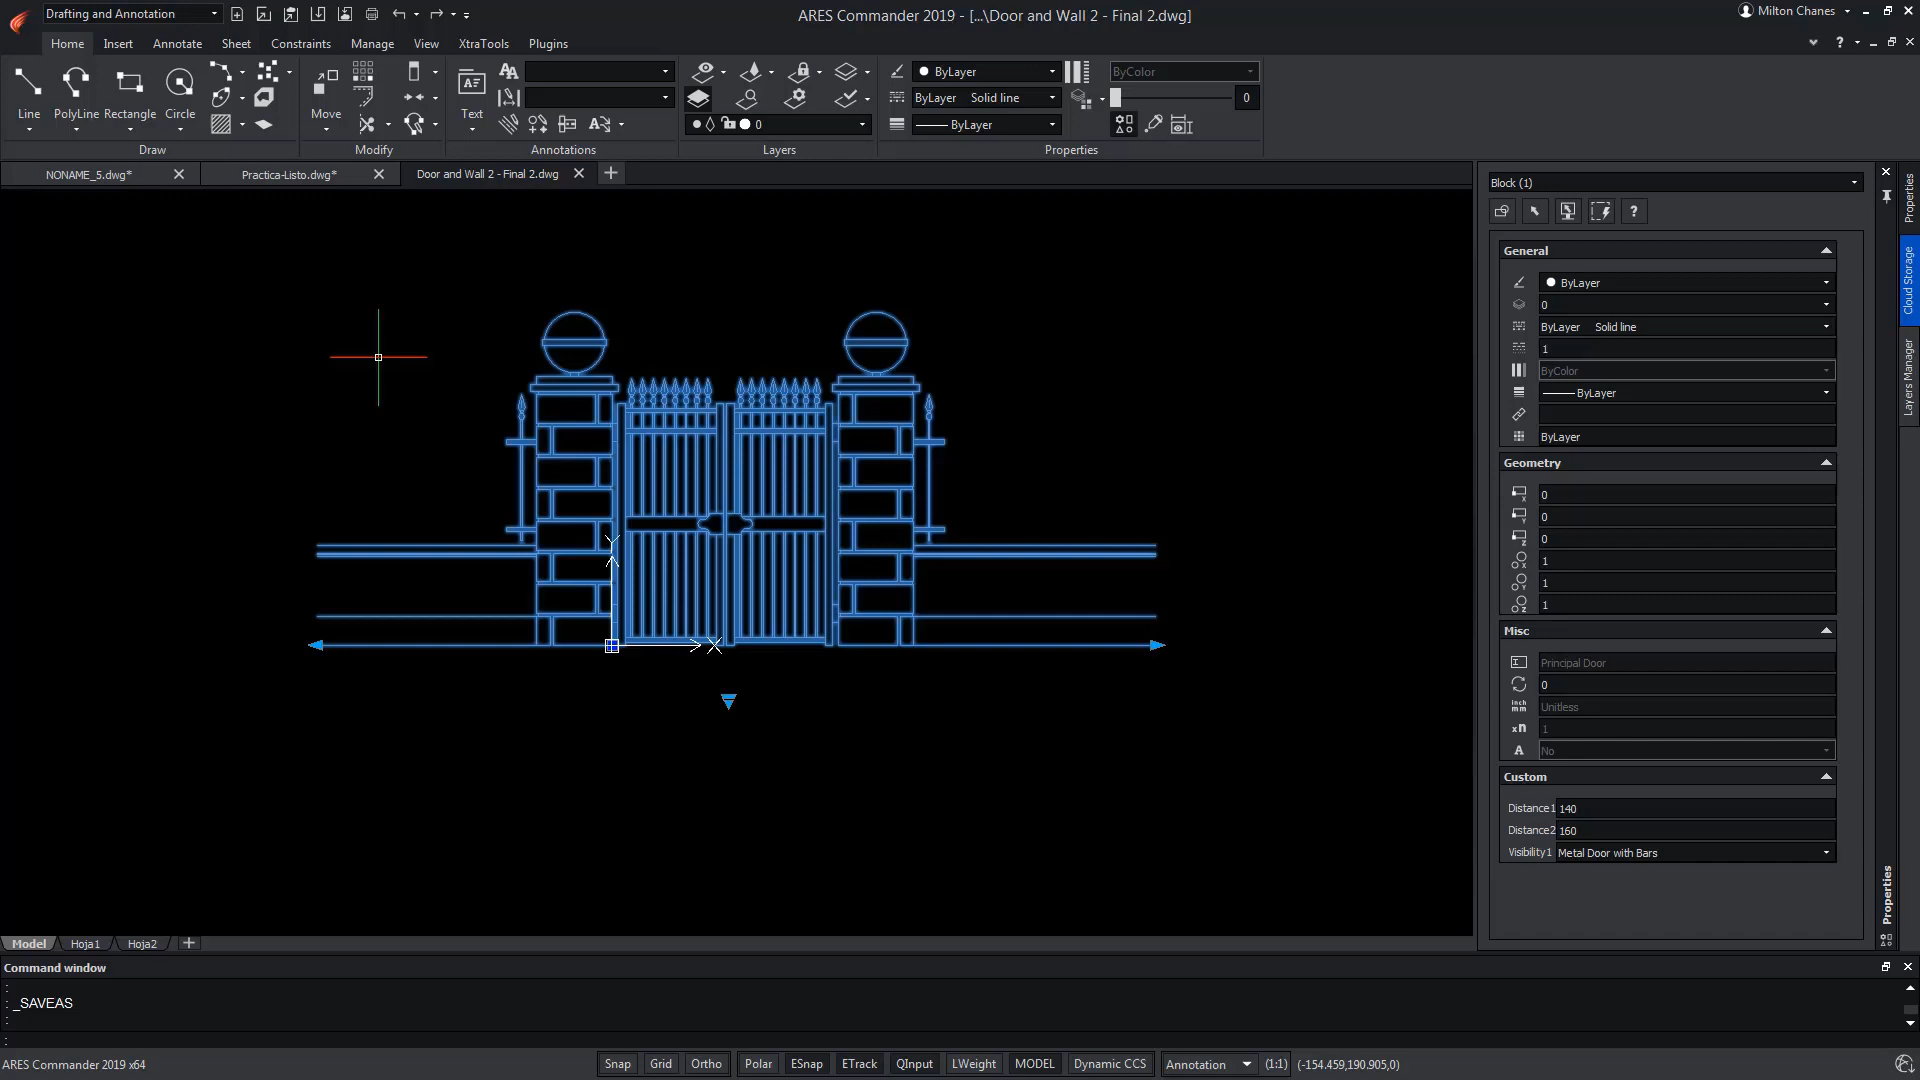 Drafting and Annotation
ARES Commander 2019 - [...\Door and Wall 2 - Final 2.dwg]
Milton Chanes
Home Insert Annotate Sheet Constraints Manage View XtraTools Plugins
Line PolyLine Rectangle Circle
Move
Text
ByLayer
ByLayer Solid line
ByLayer
ByColor
0
0
Draw Modify Annotations Layers Properties
NONAME_5.dwg* Practica-Listo.dwg* Door and Wall 2 - Final 2.dwg
Block (1)
General
ByLayer
0
ByLayer Solid line
1
ByColor
ByLayer
ByLayer
Geometry
0
0
0
1
1
1
Misc
Principal Door
0
inch
mm
Unitless
xn 1
A No
Custom
Distance1 140
Distance2 160
Visibility1 Metal Door with Bars
Properties
Cloud Storage
Layers Manager
Properties
Y
X
Model Hoja1 Hoja2
Command window
:
: _SAVEAS
:
:
ARES Commander 2019 x64
Snap Grid Ortho Polar ESnap ETrack QInput LWeight MODEL Dynamic CCS Annotation (1:1) (-154.459,190.905,0)